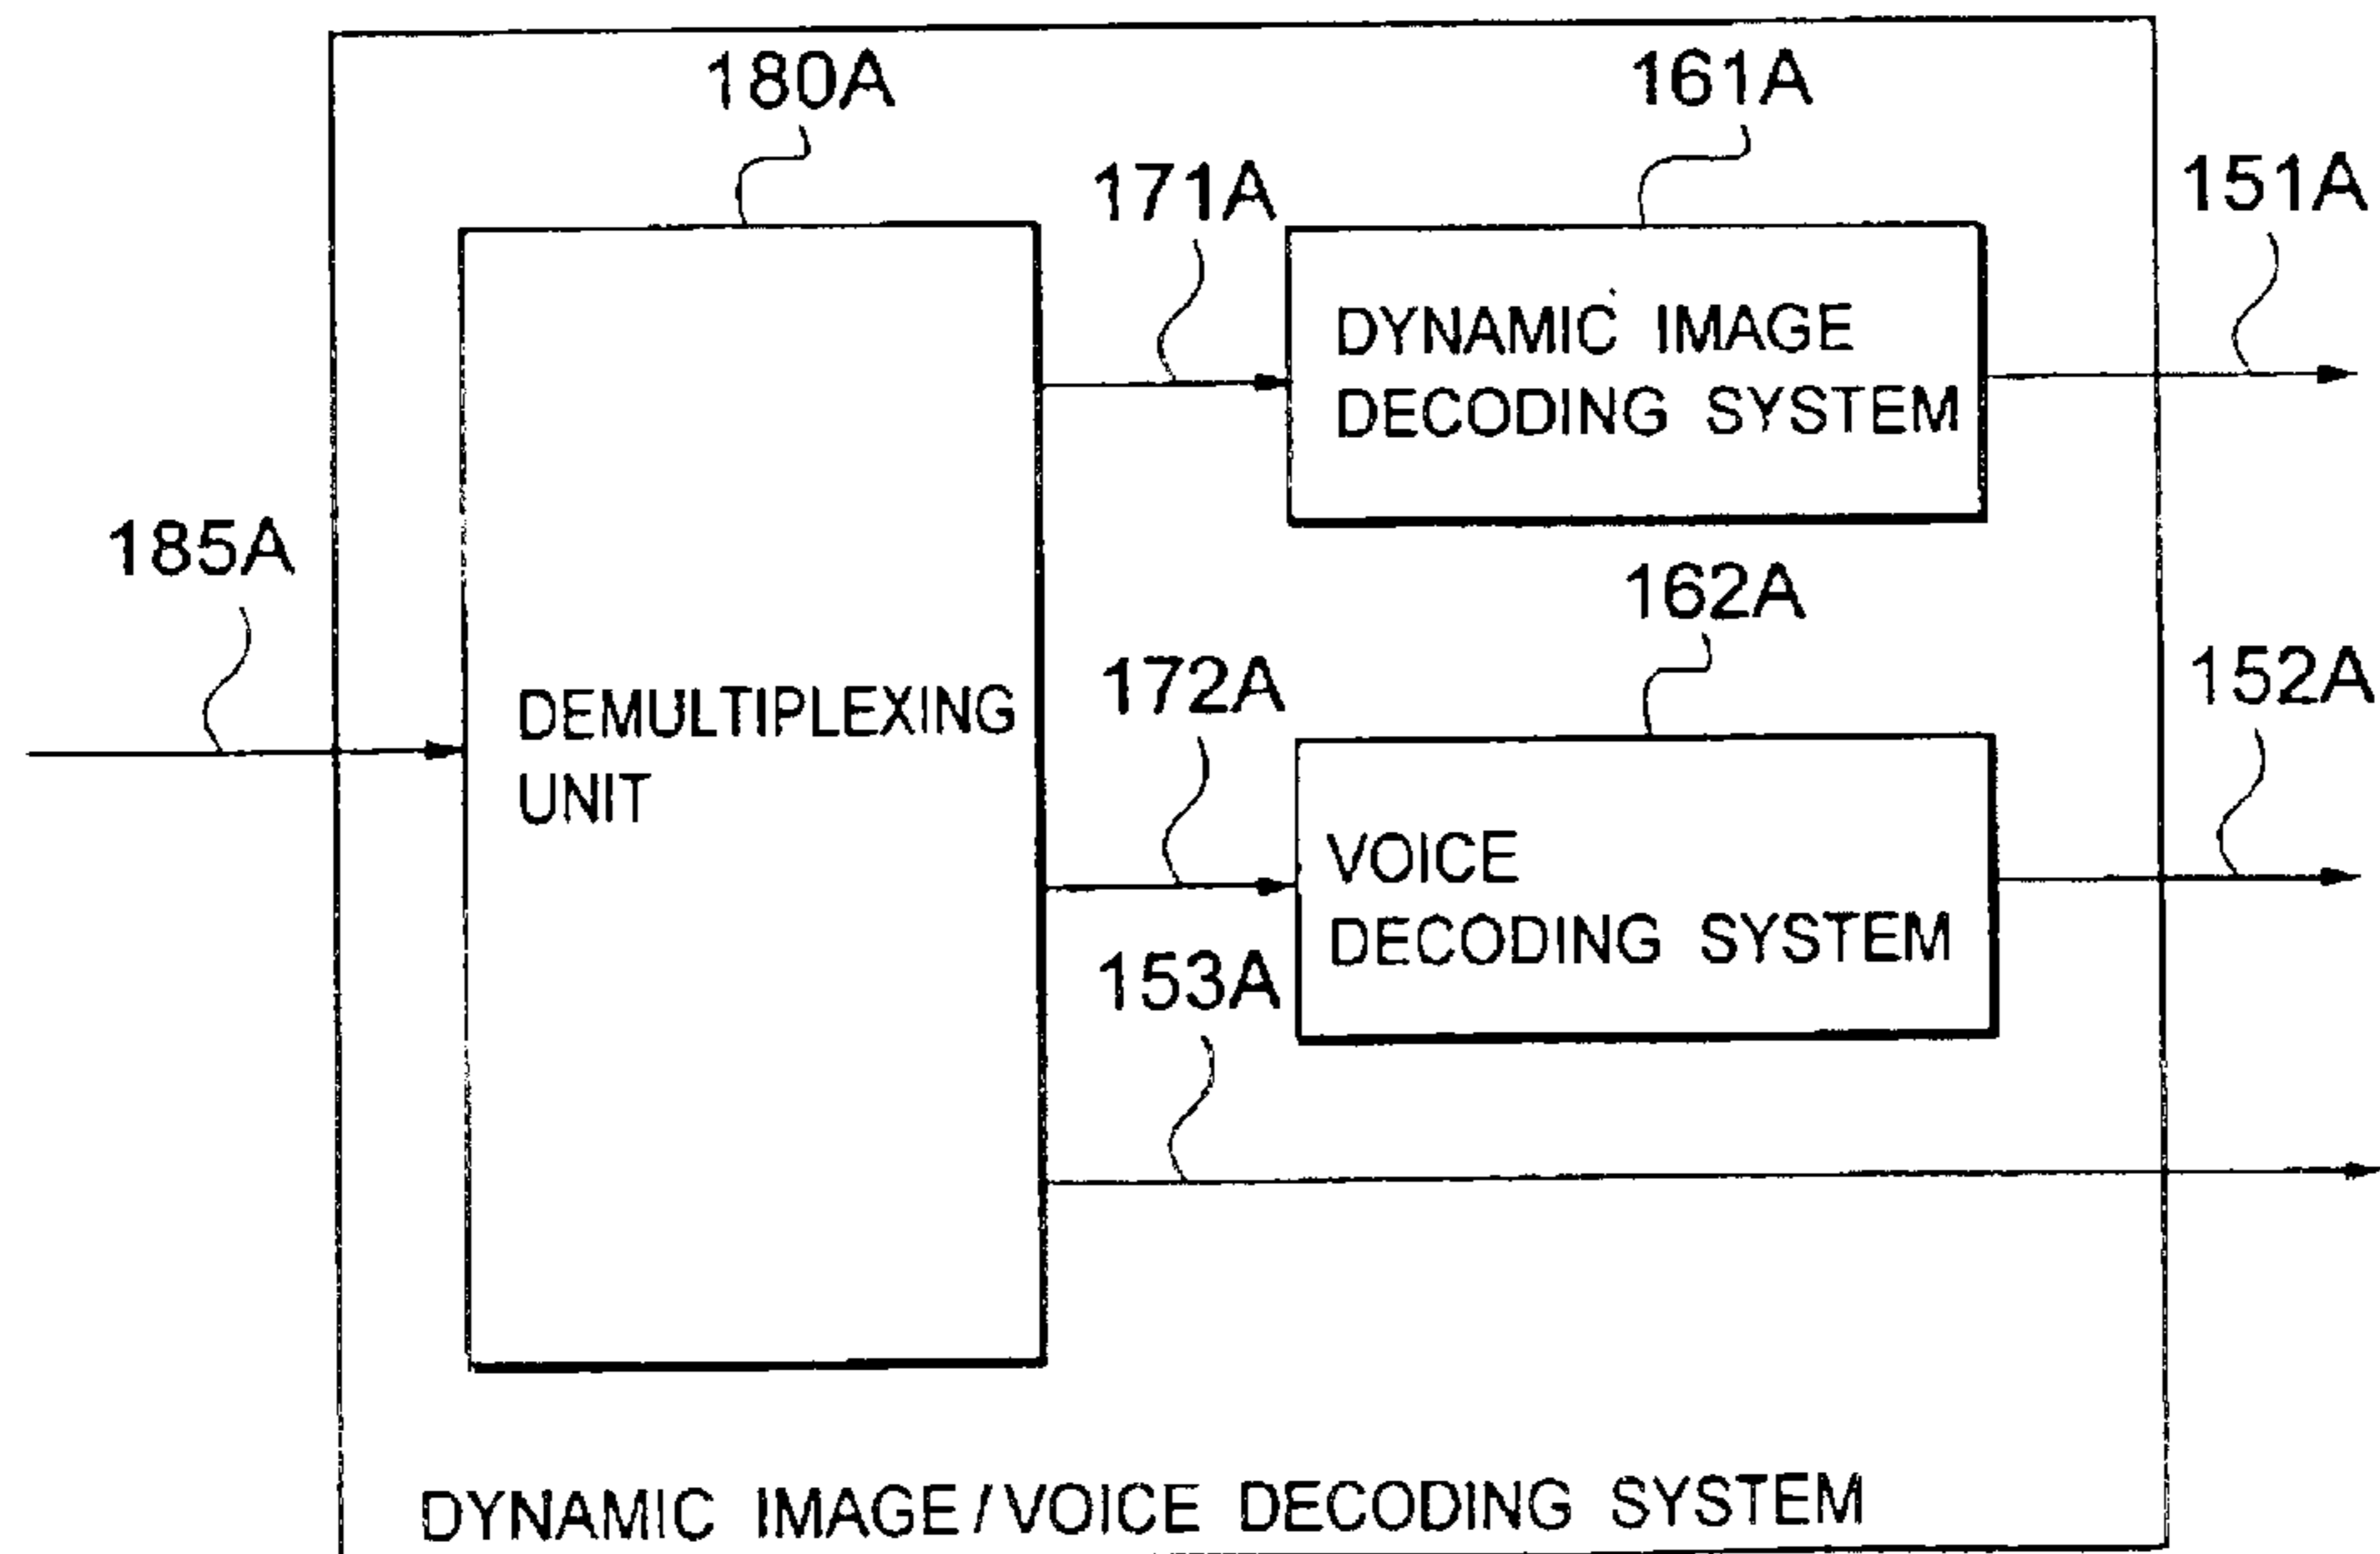 180A
161A
171A
151A
DYNAMIC IMAGE
DECODING SYSTEM
185A
162A
172A
152A
DEMULTIPLEXING
UNIT
VOICE
DECODING SYSTEM
153A
DYNAMIC IMAGE/VOICE DECODING SYSTEM